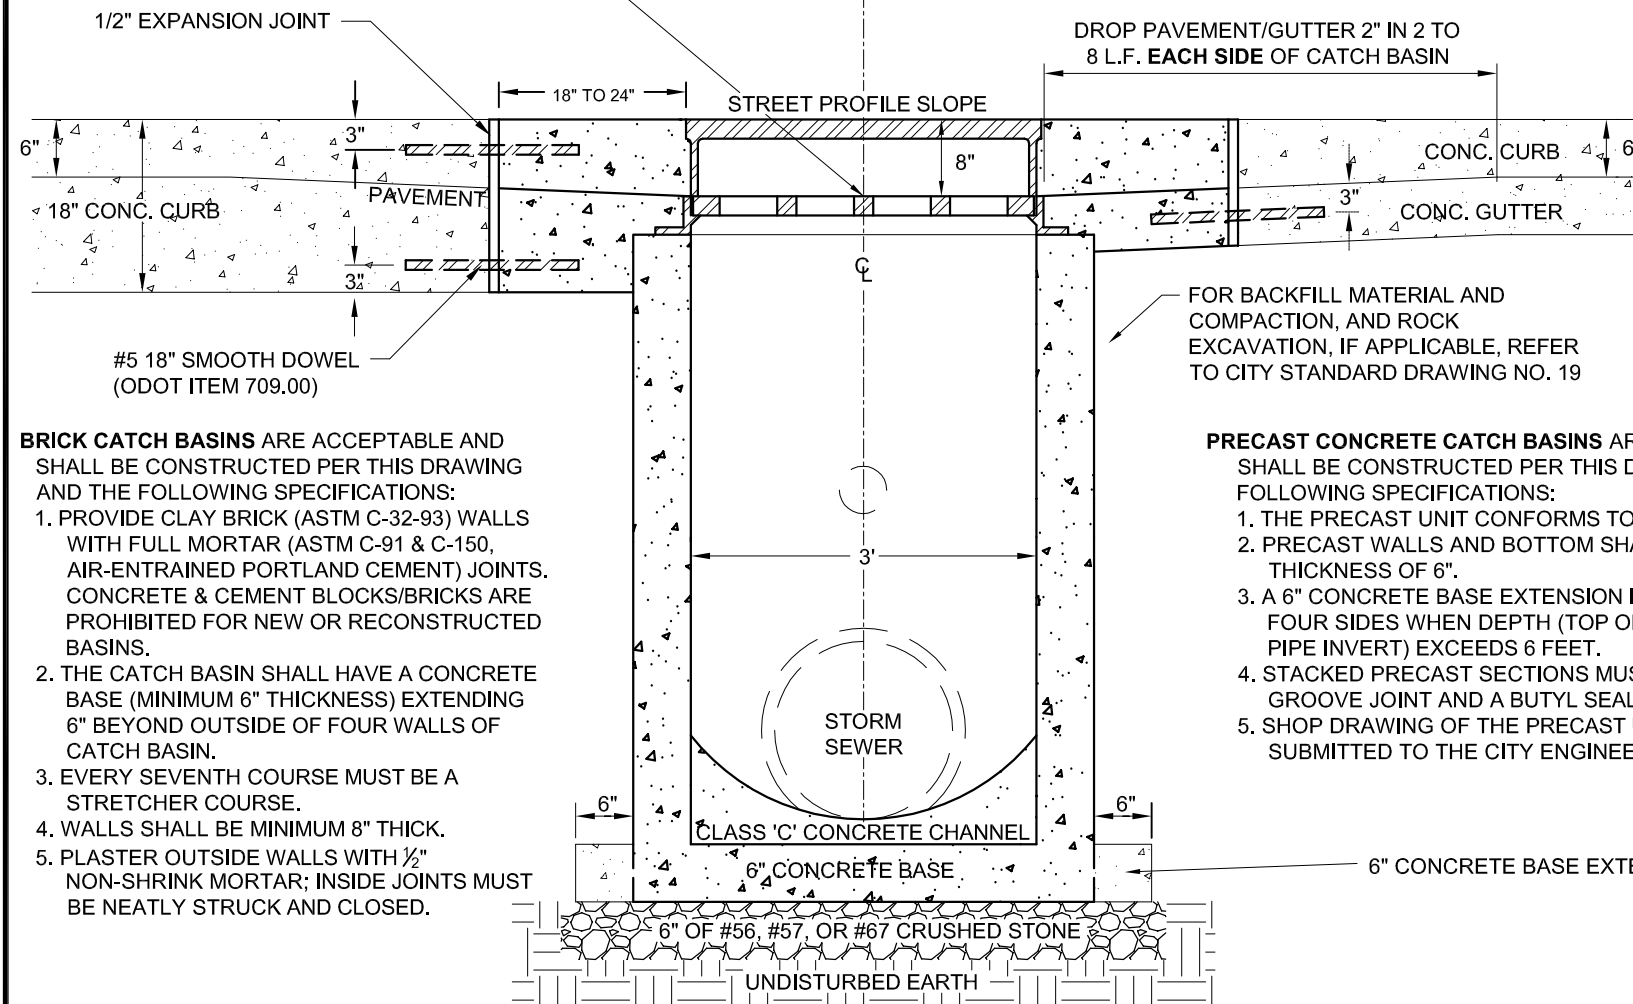 1/2" EXPANSION JOINT
DROP PAVEMENT/GUTTER 2" IN 2 TO
8 L.F. EACH SIDE OF CATCH BASIN
18" TO 24"
STREET PROFILE SLOPE
6"
3"
8"
CONC. CURB
6
PAVEMENT
18" CONC. CURB
3"
CONC. GUTTER
3"
℄
#5 18" SMOOTH DOWEL
(ODOT ITEM 709.00)
FOR BACKFILL MATERIAL AND
COMPACTION, AND ROCK
EXCAVATION, IF APPLICABLE, REFER
TO CITY STANDARD DRAWING NO. 19
BRICK CATCH BASINS ARE ACCEPTABLE AND
SHALL BE CONSTRUCTED PER THIS DRAWING
AND THE FOLLOWING SPECIFICATIONS:
1. PROVIDE CLAY BRICK (ASTM C-32-93) WALLS
WITH FULL MORTAR (ASTM C-91 & C-150,
AIR-ENTRAINED PORTLAND CEMENT) JOINTS.
CONCRETE & CEMENT BLOCKS/BRICKS ARE
PROHIBITED FOR NEW OR RECONSTRUCTED
BASINS.
2. THE CATCH BASIN SHALL HAVE A CONCRETE
BASE (MINIMUM 6" THICKNESS) EXTENDING
6" BEYOND OUTSIDE OF FOUR WALLS OF
CATCH BASIN.
3. EVERY SEVENTH COURSE MUST BE A
STRETCHER COURSE.
4. WALLS SHALL BE MINIMUM 8" THICK.
5. PLASTER OUTSIDE WALLS WITH ½"
NON-SHRINK MORTAR; INSIDE JOINTS MUST
BE NEATLY STRUCK AND CLOSED.
3'
STORM
SEWER
6"
6"
CLASS 'C' CONCRETE CHANNEL
6" CONCRETE BASE
6" OF #56, #57, OR #67 CRUSHED STONE
UNDISTURBED EARTH
PRECAST CONCRETE CATCH BASINS AR
SHALL BE CONSTRUCTED PER THIS D
FOLLOWING SPECIFICATIONS:
1. THE PRECAST UNIT CONFORMS TO
2. PRECAST WALLS AND BOTTOM SHA
THICKNESS OF 6".
3. A 6" CONCRETE BASE EXTENSION
FOUR SIDES WHEN DEPTH (TOP O
PIPE INVERT) EXCEEDS 6 FEET.
4. STACKED PRECAST SECTIONS MUS
GROOVE JOINT AND A BUTYL SEAL
5. SHOP DRAWING OF THE PRECAST
SUBMITTED TO THE CITY ENGINEE
6" CONCRETE BASE EXTE